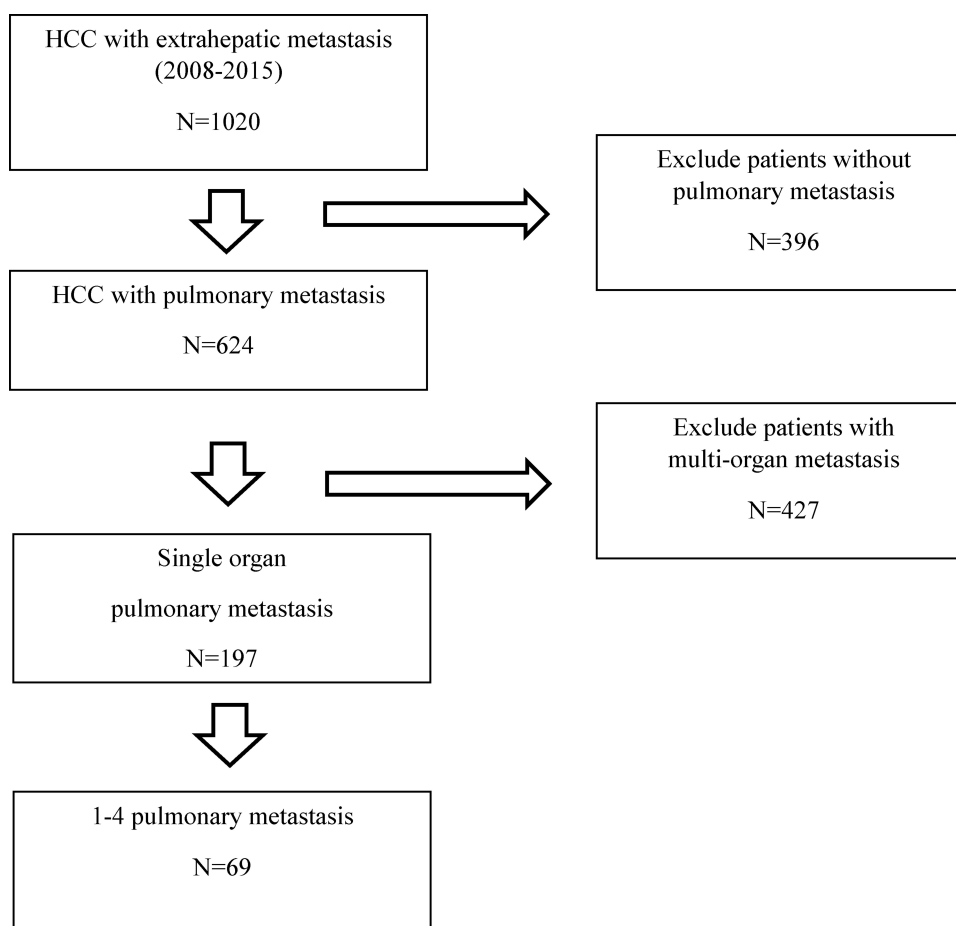 HCC with extrahepatic metastasis
(2008-2015)
N=1020
Exclude patients without
pulmonary metastasis
N=396
HCC with pulmonary metastasis
N=624
Exclude patients with
multi-organ metastasis
N=427
Single organ
pulmonary metastasis
N=197
1-4 pulmonary metastasis
N=69